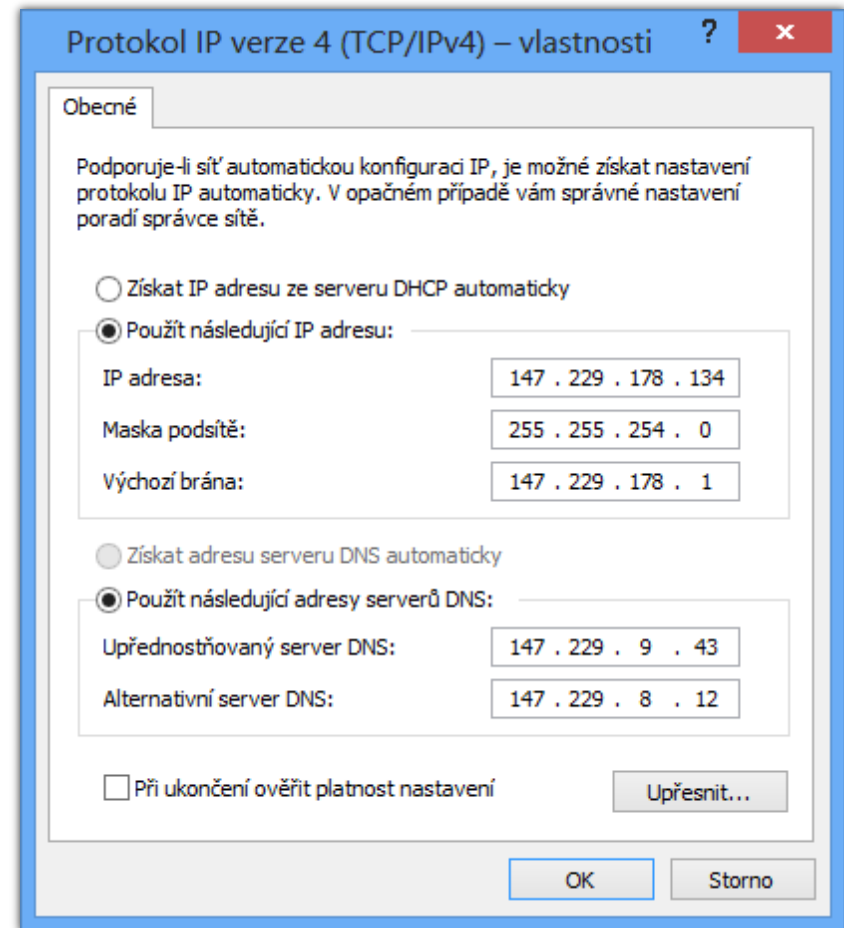 Protokol IP verze 4 (TCP/IPv4) – vlastnosti ? x
Obecné
Podporuje-li síť automatickou konfiguraci IP, je možné získat nastavení
protokolu IP automaticky. V opačném případě vám správné nastavení
poradí správce sítě.
Získat IP adresu ze serveru DHCP automaticky
Použít následující IP adresu:
IP adresa: 147 . 229 . 178 . 134
Maska podsítě: 255 . 255 . 254 . 0
Výchozí brána: 147 . 229 . 178 . 1
Získat adresu serveru DNS automaticky
Použít následující adresy serverů DNS:
Upřednostňovaný server DNS: 147 . 229 . 9 . 43
Alternativní server DNS: 147 . 229 . 8 . 12
Při ukončení ověřit platnost nastavení Upřesnit...
OK Storno